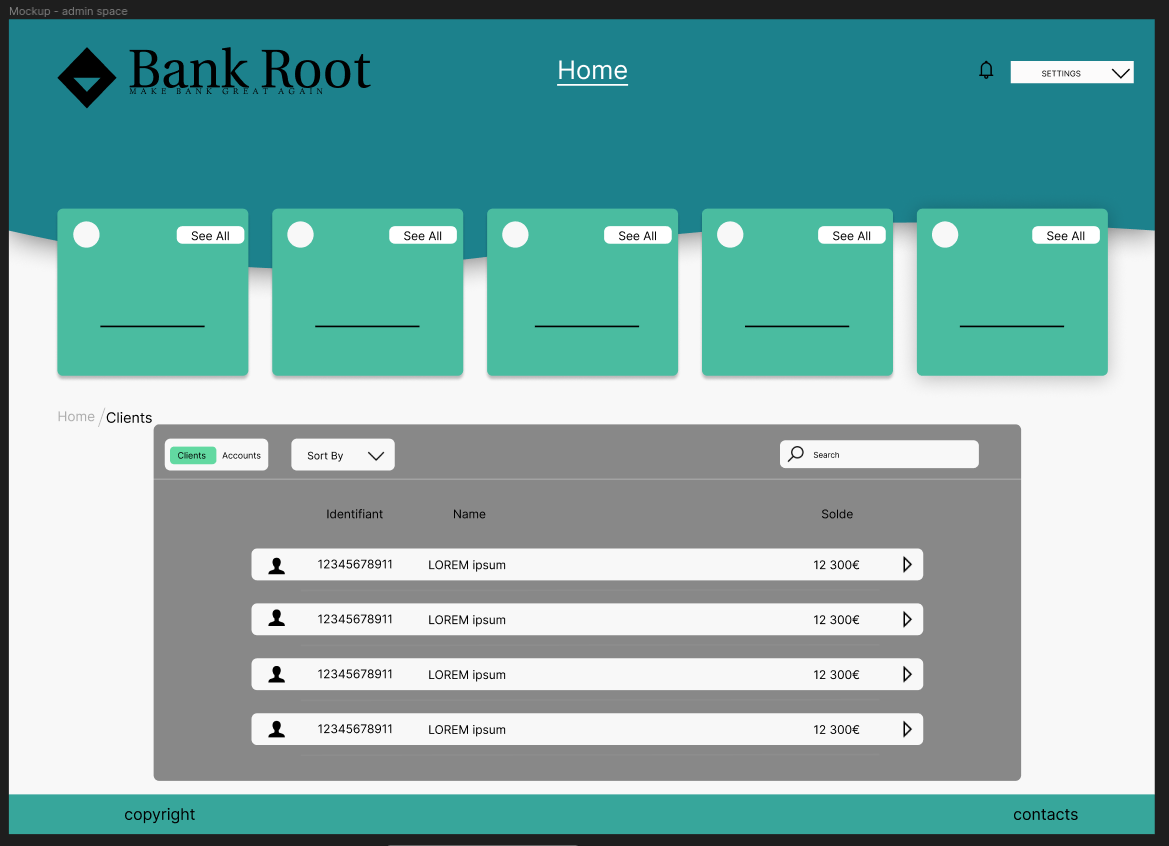 Mockup - admin space
Bank Root
MAKE BANK GREAT AGAIN
Home
SETTINGS
See All
See All
See All
See All
See All
Home / Clients
Clients Accounts
Sort By
Search
Identifiant Name Solde
12345678911 LOREM ipsum 12 300€
12345678911 LOREM ipsum 12 300€
12345678911 LOREM ipsum 12 300€
12345678911 LOREM ipsum 12 300€
copyright contacts